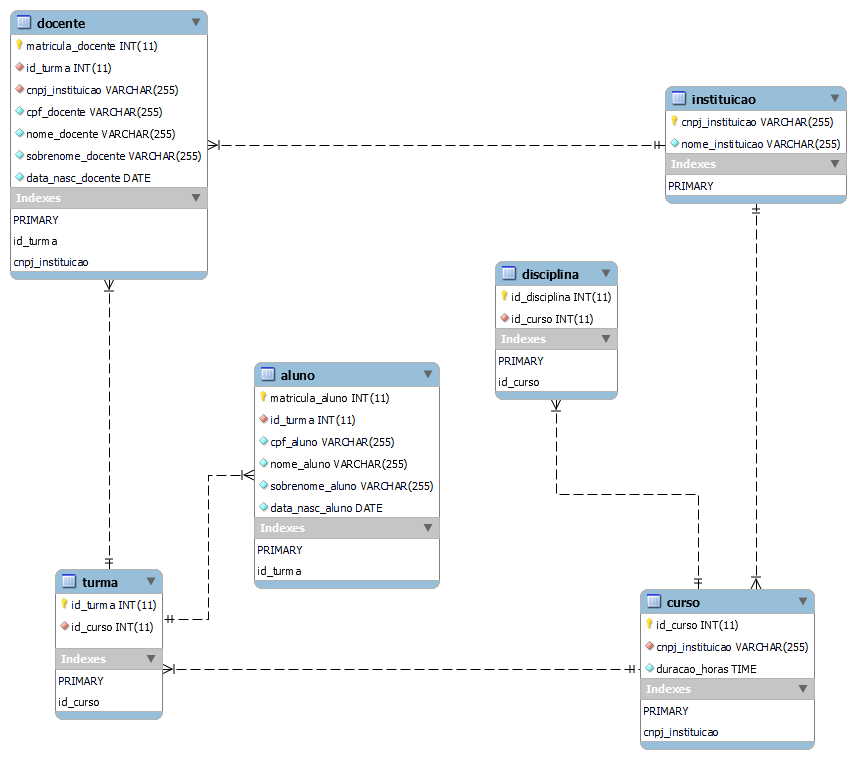 docente
matricula_docente INT(11)
id_turma INT(11)
cnpj_instituicao VARCHAR(255)
cpf_docente VARCHAR(255)
nome_docente VARCHAR(255)
sobrenome_docente VARCHAR(255)
data_nasc_docente DATE
Indexes
PRIMARY
id_turma
cnpj_instituicao
instituicao
cnpj_instituicao VARCHAR(255)
nome_instituicao VARCHAR(255)
Indexes
PRIMARY
disciplina
id_disciplina INT(11)
id_curso INT(11)
Indexes
PRIMARY
id_curso
aluno
matricula_aluno INT(11)
id_turma INT(11)
cpf_aluno VARCHAR(255)
nome_aluno VARCHAR(255)
sobrenome_aluno VARCHAR(255)
data_nasc_aluno DATE
Indexes
PRIMARY
id_turma
turma
id_turma INT(11)
id_curso INT(11)
Indexes
PRIMARY
id_curso
curso
id_curso INT(11)
cnpj_instituicao VARCHAR(255)
duracao_horas TIME
Indexes
PRIMARY
cnpj_instituicao